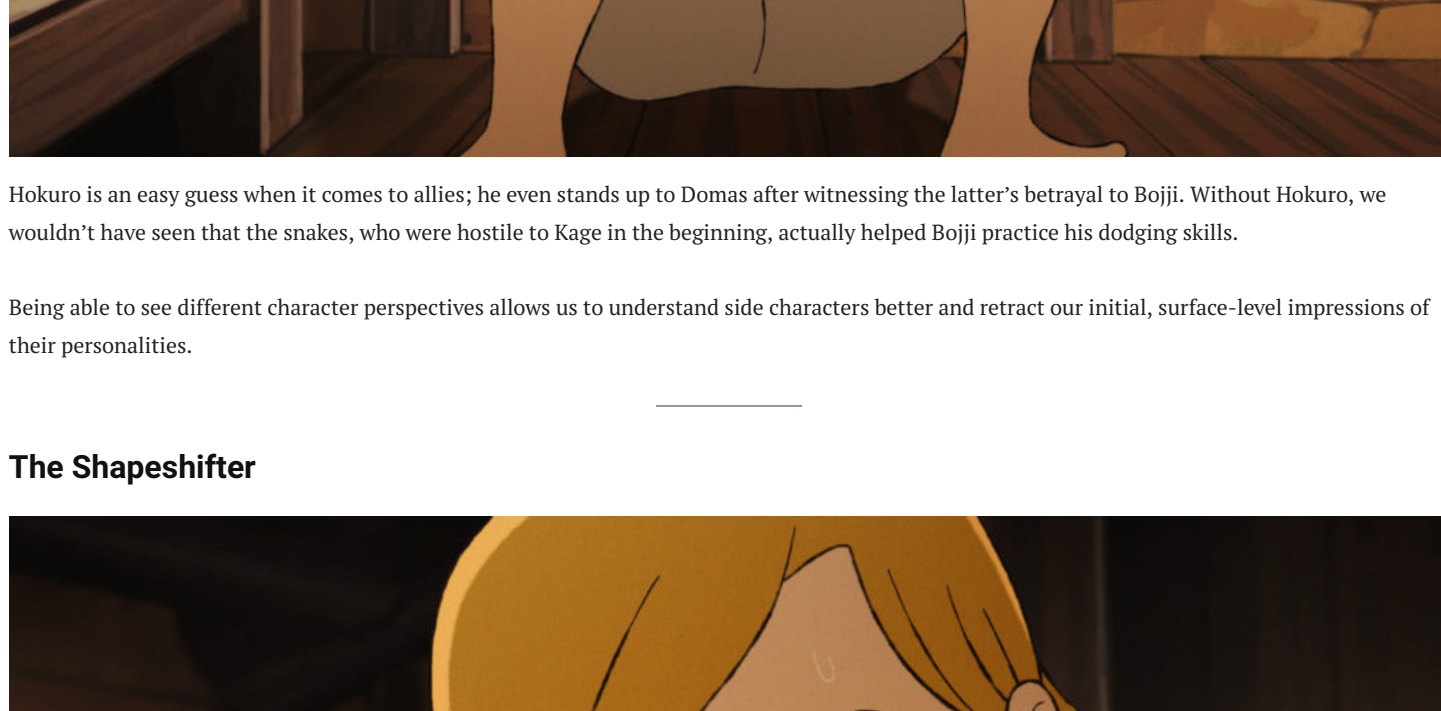 Hokuro is an easy guess when it comes to allies; he even stands up to Domas after witnessing the latter’s betrayal to Bojji. Without Hokuro, we
wouldn’t have seen that the snakes, who were hostile to Kage in the beginning, actually helped Bojji practice his dodging skills.
Being able to see different character perspectives allows us to understand side characters better and retract our initial, surface-level impressions of
their personalities.
The Shapeshifter